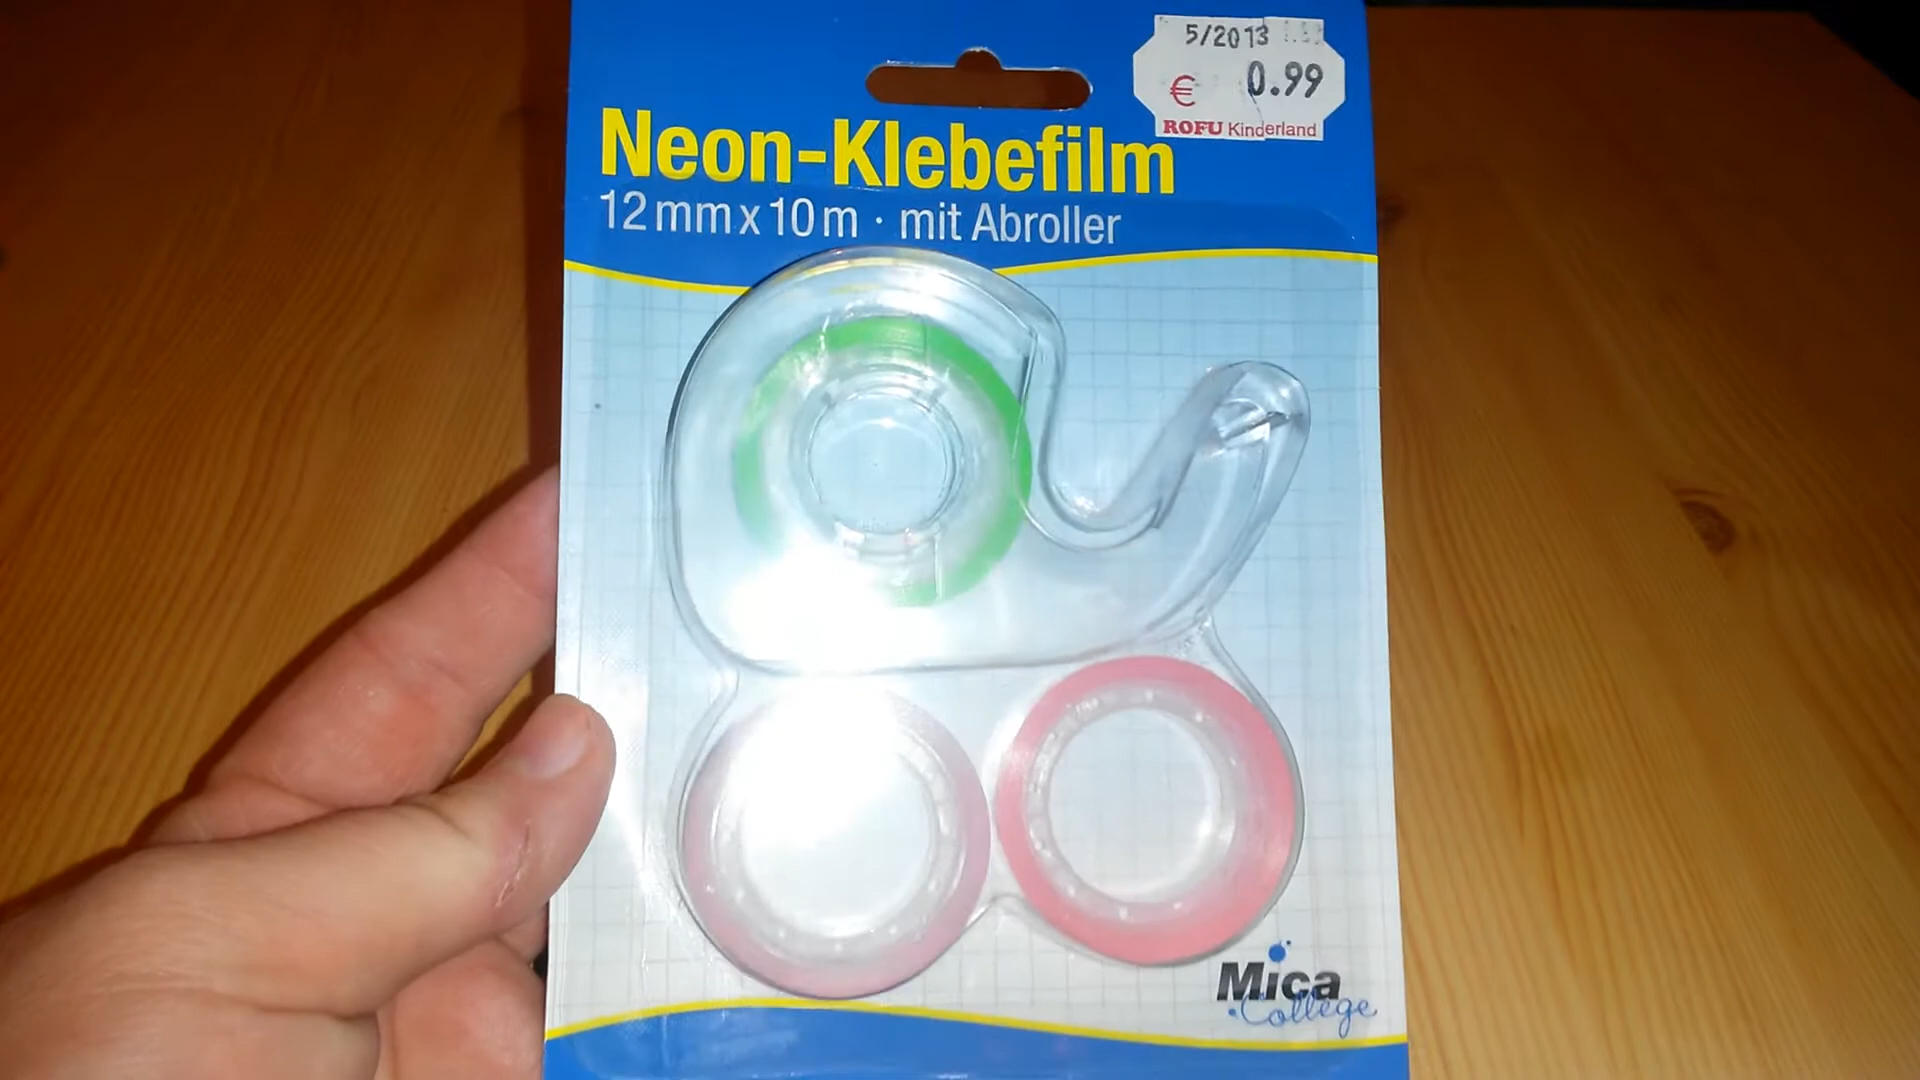 5/2013
€ 0.99
ROFU Kinderland
Neon-Klebefilm
12 mm x 10 m · mit Abroller
Mica
College